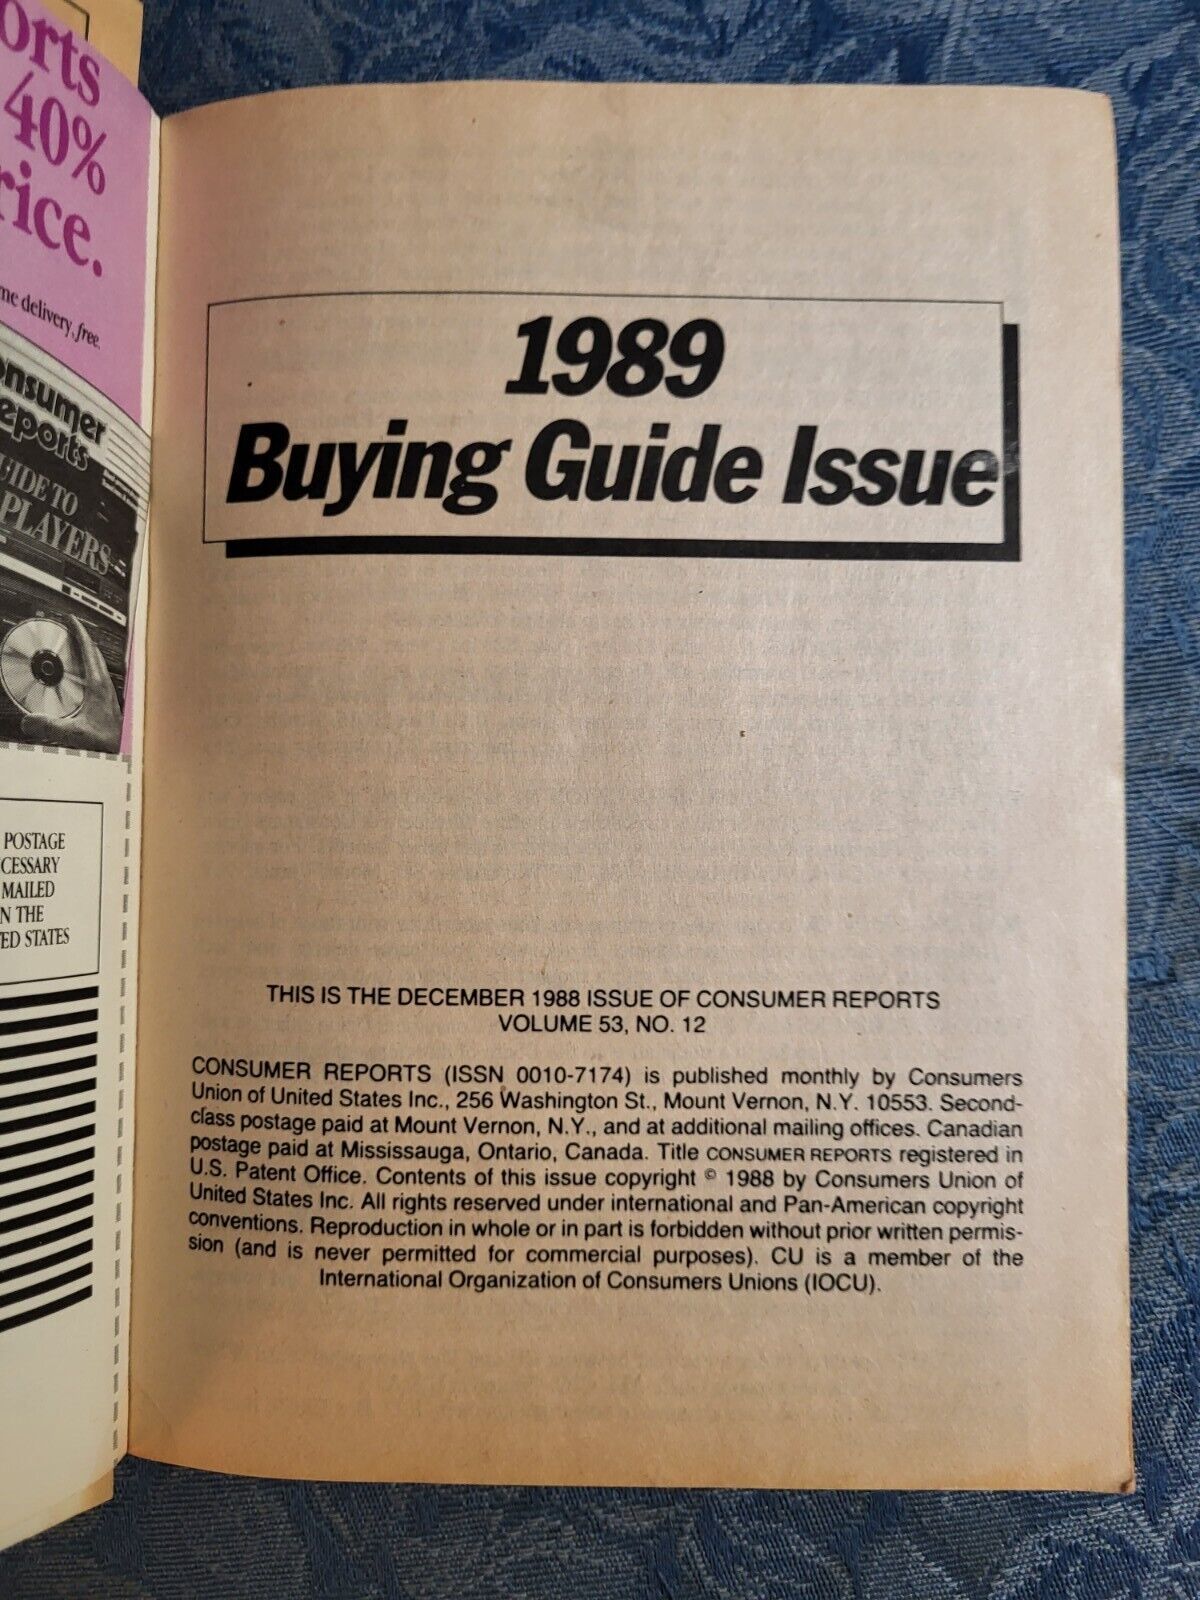 orts
40%
rice.
me delivery, free.
onsumer
eports
UIDE TO
PLAYERS
POSTAGE
CESSARY
MAILED
N THE
ED STATES
1989
Buying Guide Issue
THIS IS THE DECEMBER 1988 ISSUE OF CONSUMER REPORTS
VOLUME 53, NO. 12
CONSUMER REPORTS (ISSN 0010-7174) is published monthly by Consumers
Union of United States Inc., 256 Washington St., Mount Vernon, N.Y. 10553. Second-
class postage paid at Mount Vernon, N.Y., and at additional mailing offices. Canadian
postage paid at Mississauga, Ontario, Canada. Title CONSUMER REPORTS registered in
U.S. Patent Office. Contents of this issue copyright © 1988 by Consumers Union of
United States Inc. All rights reserved under international and Pan-American copyright
conventions. Reproduction in whole or in part is forbidden without prior written permis-
sion (and is never permitted for commercial purposes). CU is a member of the
International Organization of Consumers Unions (IOCU).